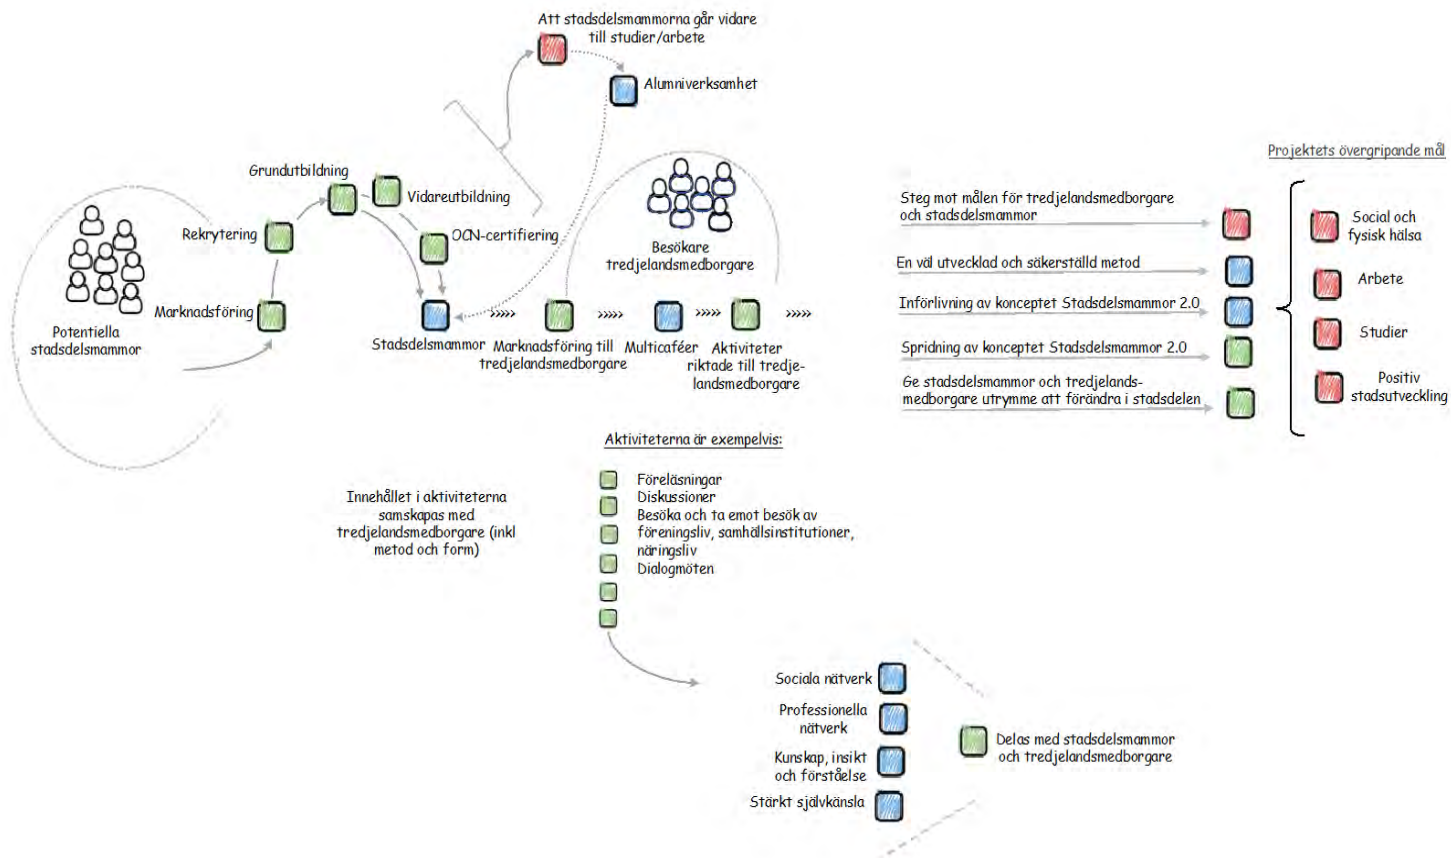 Att stadsdelsmammorna går vidare
till studier/arbete
Alumniverksamhet
Grundutbildning
Vidareutbildning
Rekrytering
OCN-certifiering
Marknadsföring
Potentiella
stadsdelsmammor
Stadsdelsmammor
Besökare
tredjelandsmedborgare
›››››
›››››
›››››
›››››
Marknadsföring till
tredjelandsmedborgare
Multicaféer
Aktiviteter
riktade till tredje-
landsmedborgare
Projektets övergripande mål
Steg mot målen för tredjelandsmedborgare
och stadsdelsmammor
En väl utvecklad och säkerställd metod
Införlivning av konceptet Stadsdelsmammor 2.0
Spridning av konceptet Stadsdelsmammor 2.0
Ge stadsdelsmammor och tredjelands-
medborgare utrymme att förändra i stadsdelen
Social och
fysisk hälsa
Arbete
Studier
Positiv
stadsutveckling
Aktiviteterna är exempelvis:
Föreläsningar
Diskussioner
Besöka och ta emot besök av
föreningsliv, samhällsinstitutioner,
näringsliv
Dialogmöten
Innehållet i aktiviteterna
samskapas med
tredjelandsmedborgare (inkl
metod och form)
Sociala nätverk
Professionella
nätverk
Kunskap, insikt
och förståelse
Stärkt självkänsla
Delas med stadsdelsmammor
och tredjelandsmedborgare